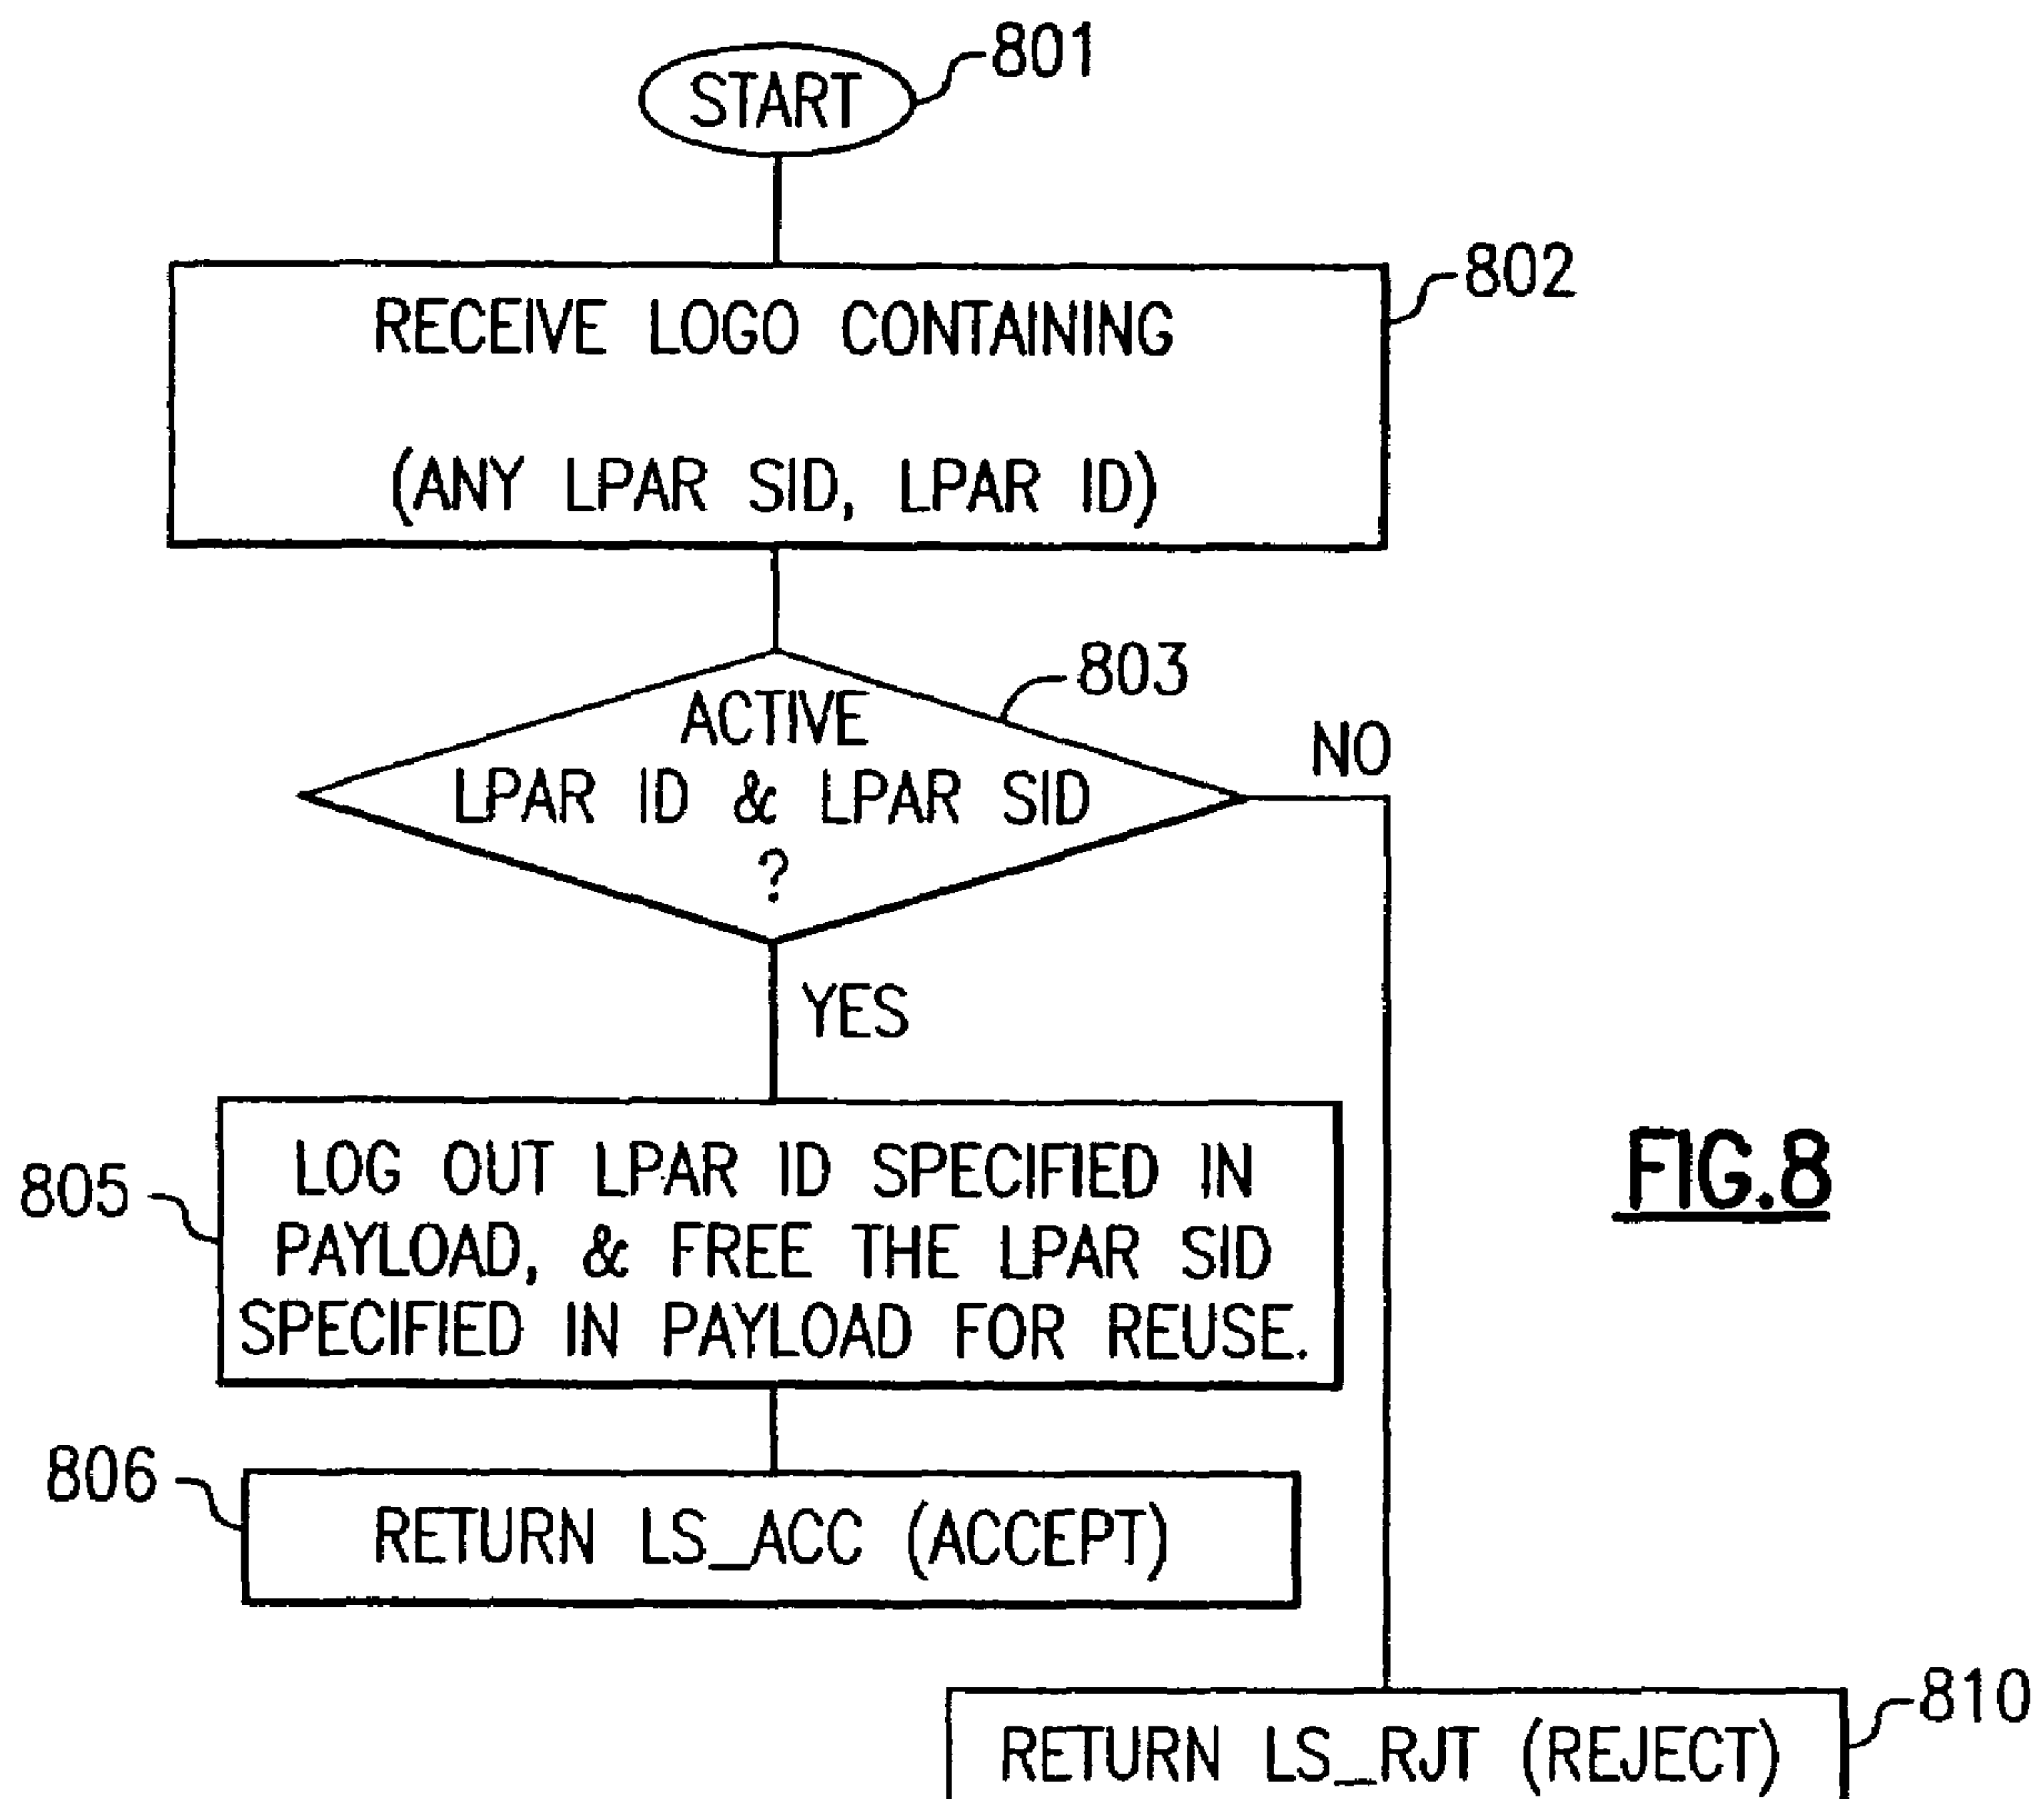 START
801
RECEIVE LOGO CONTAINING
(ANY LPAR SID, LPAR ID)
802
ACTIVE
LPAR ID & LPAR SID
?
803
NO
YES
LOG OUT LPAR ID SPECIFIED IN
PAYLOAD, & FREE THE LPAR SID
SPECIFIED IN PAYLOAD FOR REUSE.
805
FIG.8
RETURN LS_ACC (ACCEPT)
806
RETURN LS_RJT (REJECT)
810